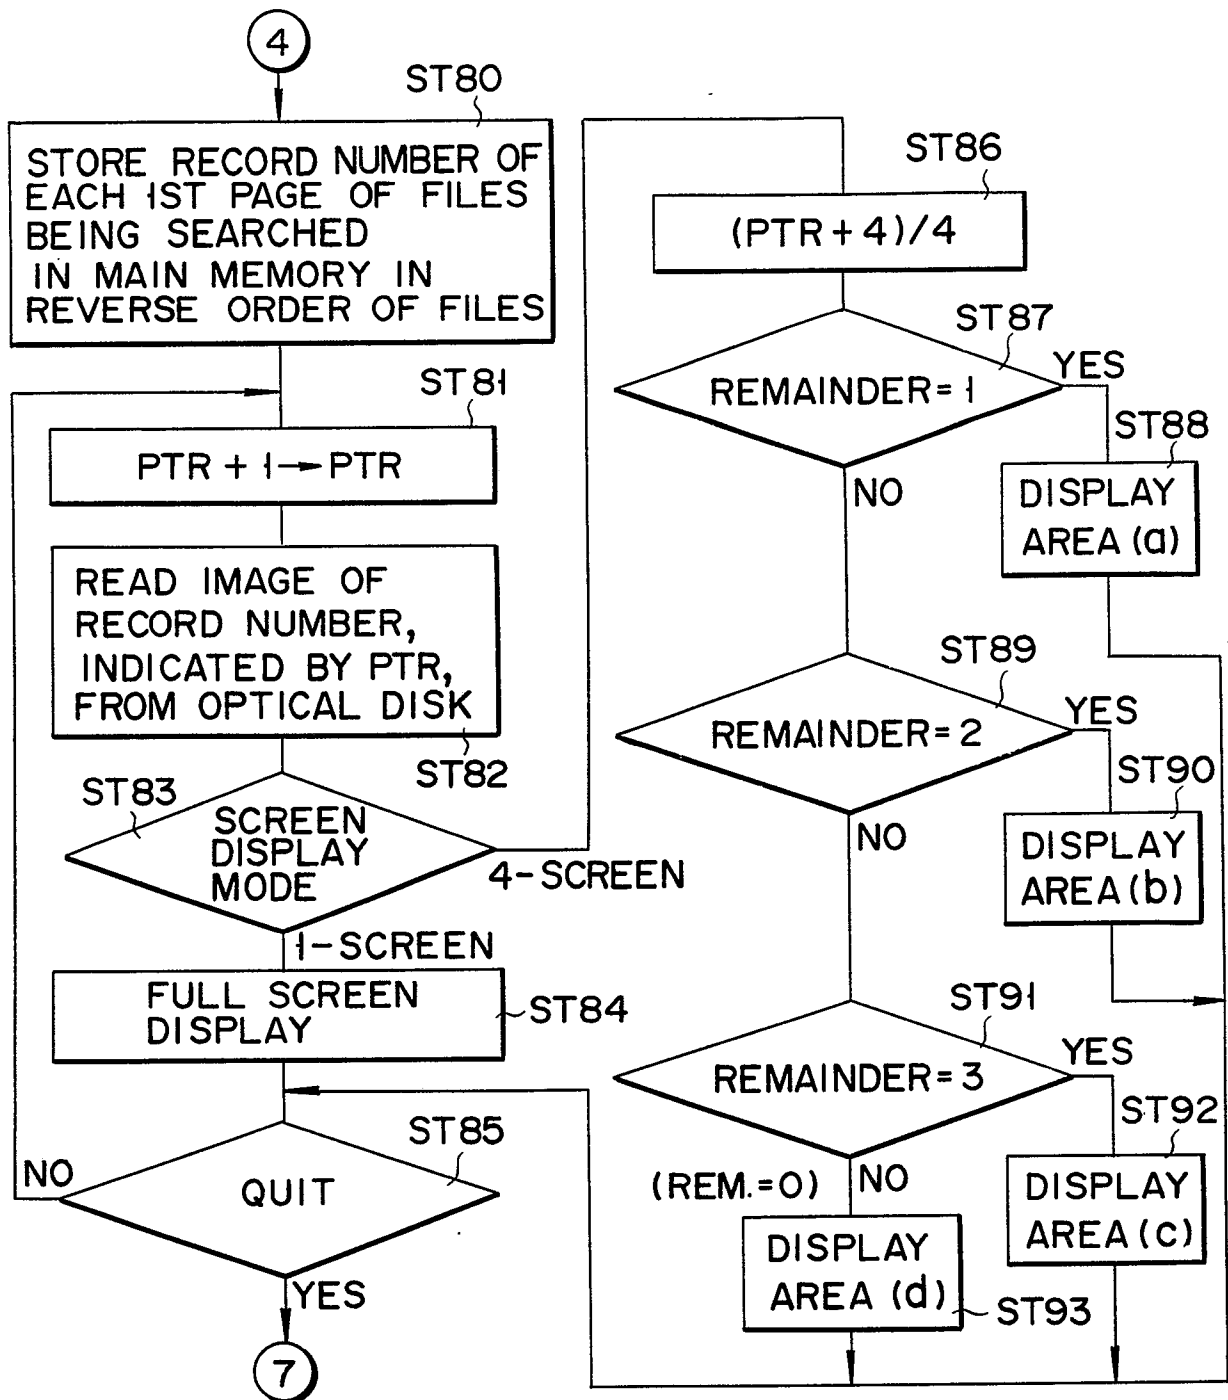 4
ST80
STORE RECORD NUMBER OF
EACH 1ST PAGE OF FILES
BEING SEARCHED
IN MAIN MEMORY IN
REVERSE ORDER OF FILES
ST81
PTR + 1 → PTR
READ IMAGE OF
RECORD NUMBER,
INDICATED BY PTR,
FROM OPTICAL DISK
ST82
ST83
SCREEN
DISPLAY
MODE
4-SCREEN
1-SCREEN
FULL SCREEN
DISPLAY
ST84
ST85
NO
QUIT
YES
7
ST86
(PTR + 4)/4
ST87
REMAINDER = 1
YES
NO
ST88
DISPLAY
AREA (a)
ST89
REMAINDER = 2
YES
NO
ST90
DISPLAY
AREA (b)
ST91
REMAINDER = 3
YES
ST92
DISPLAY
AREA (c)
(REM. = 0) NO
DISPLAY
AREA (d)
ST93